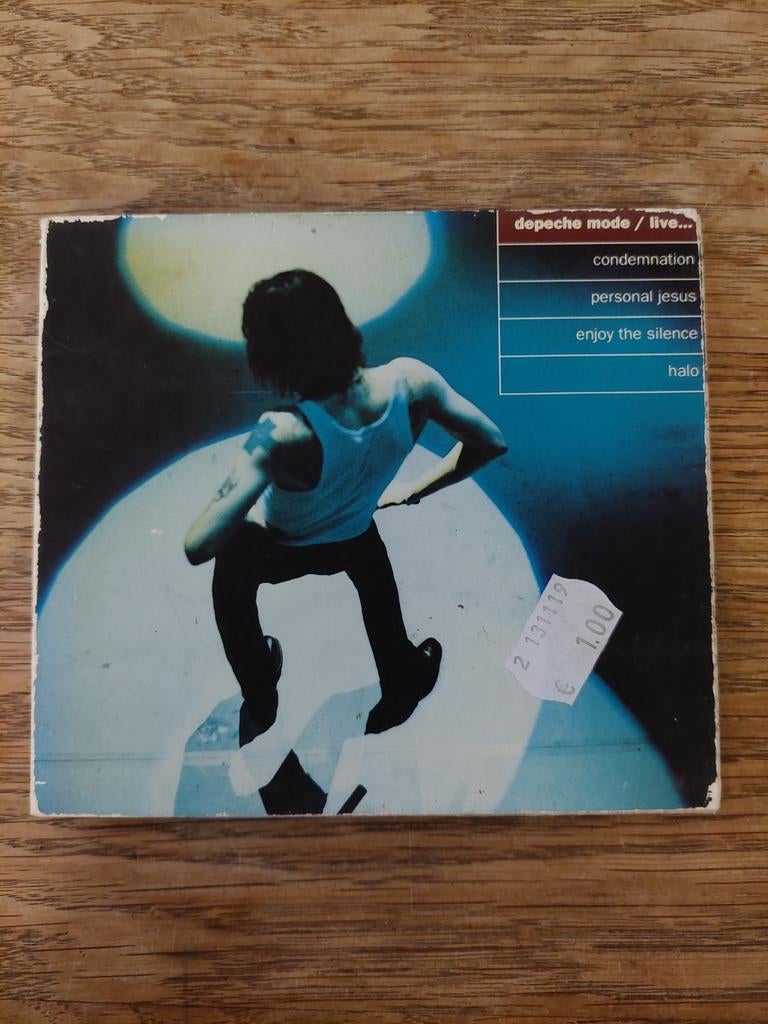 depeche mode / live...
condemnation
personal jesus
enjoy the silence
halo
2 131119
€ 1.00